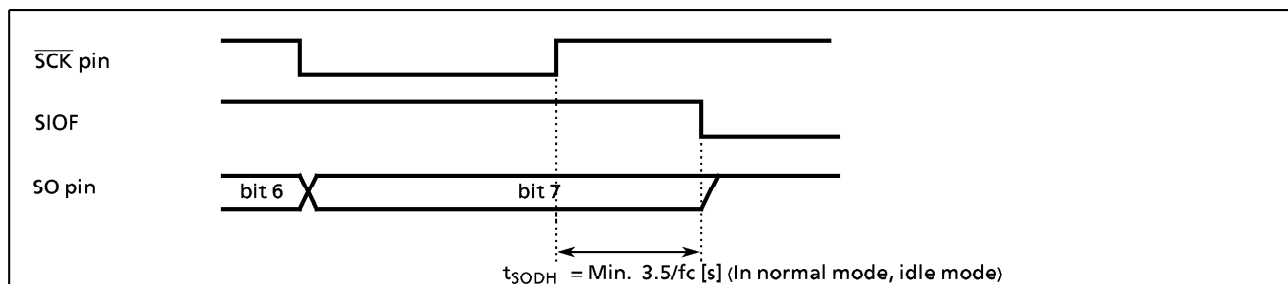 SCK pin
SIOF
SO pin
bit 6
bit 7
tSODH = Min. 3.5/fc [s] (In normal mode, idle mode)